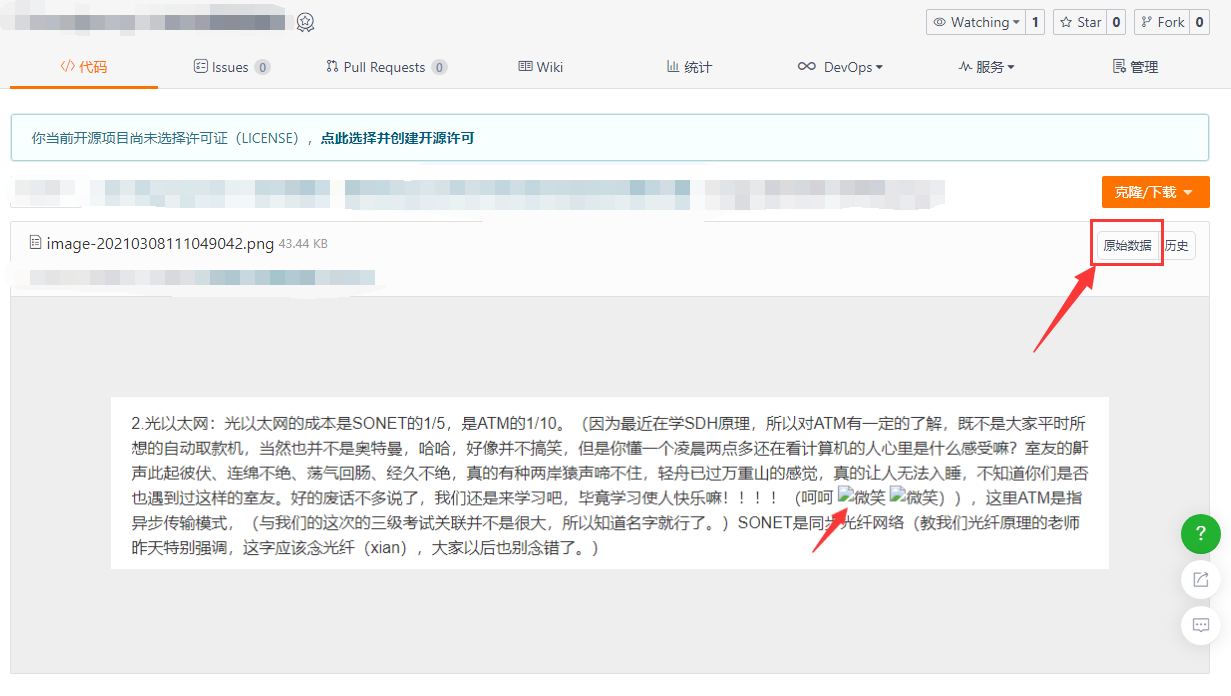 Watching 1 Star 0 Fork 0
代码 Issues 0 Pull Requests 0 Wiki 统计 DevOps 服务 管理
你当前开源项目尚未选择许可证（LICENSE），点此选择并创建开源许可
克隆/下载
image-20210308111049042.png 43.44 KB 原始数据 历史
2.光以太网：光以太网的成本是SONET的1/5，是ATM的1/10。（因为最近在学SDH原理，所以对ATM有一定的了解，既不是大家平时所
想的自动取款机，当然也并不是奥特曼，哈哈，好像并不搞笑，但是你懂一个凌晨两点多还在看计算机的人心里是什么感受嘛？室友的鼾
声此起彼伏、连绵不绝、荡气回肠、经久不绝，真的有种两岸猿声啼不住，轻舟已过万重山的感觉，真的让人无法入睡，不知道你们是否
也遇到过这样的室友。好的废话不多说了，我们还是来学习吧，毕竟学习使人快乐嘛！！！！（呵呵 微笑 微笑）），这里ATM是指
异步传输模式，（与我们的这次的三级考试关联并不是很大，所以知道名字就行了。）SONET是同步光纤网络（教我们光纤原理的老师
昨天特别强调，这字应该念光纤（xian），大家以后也别念错了。）
?